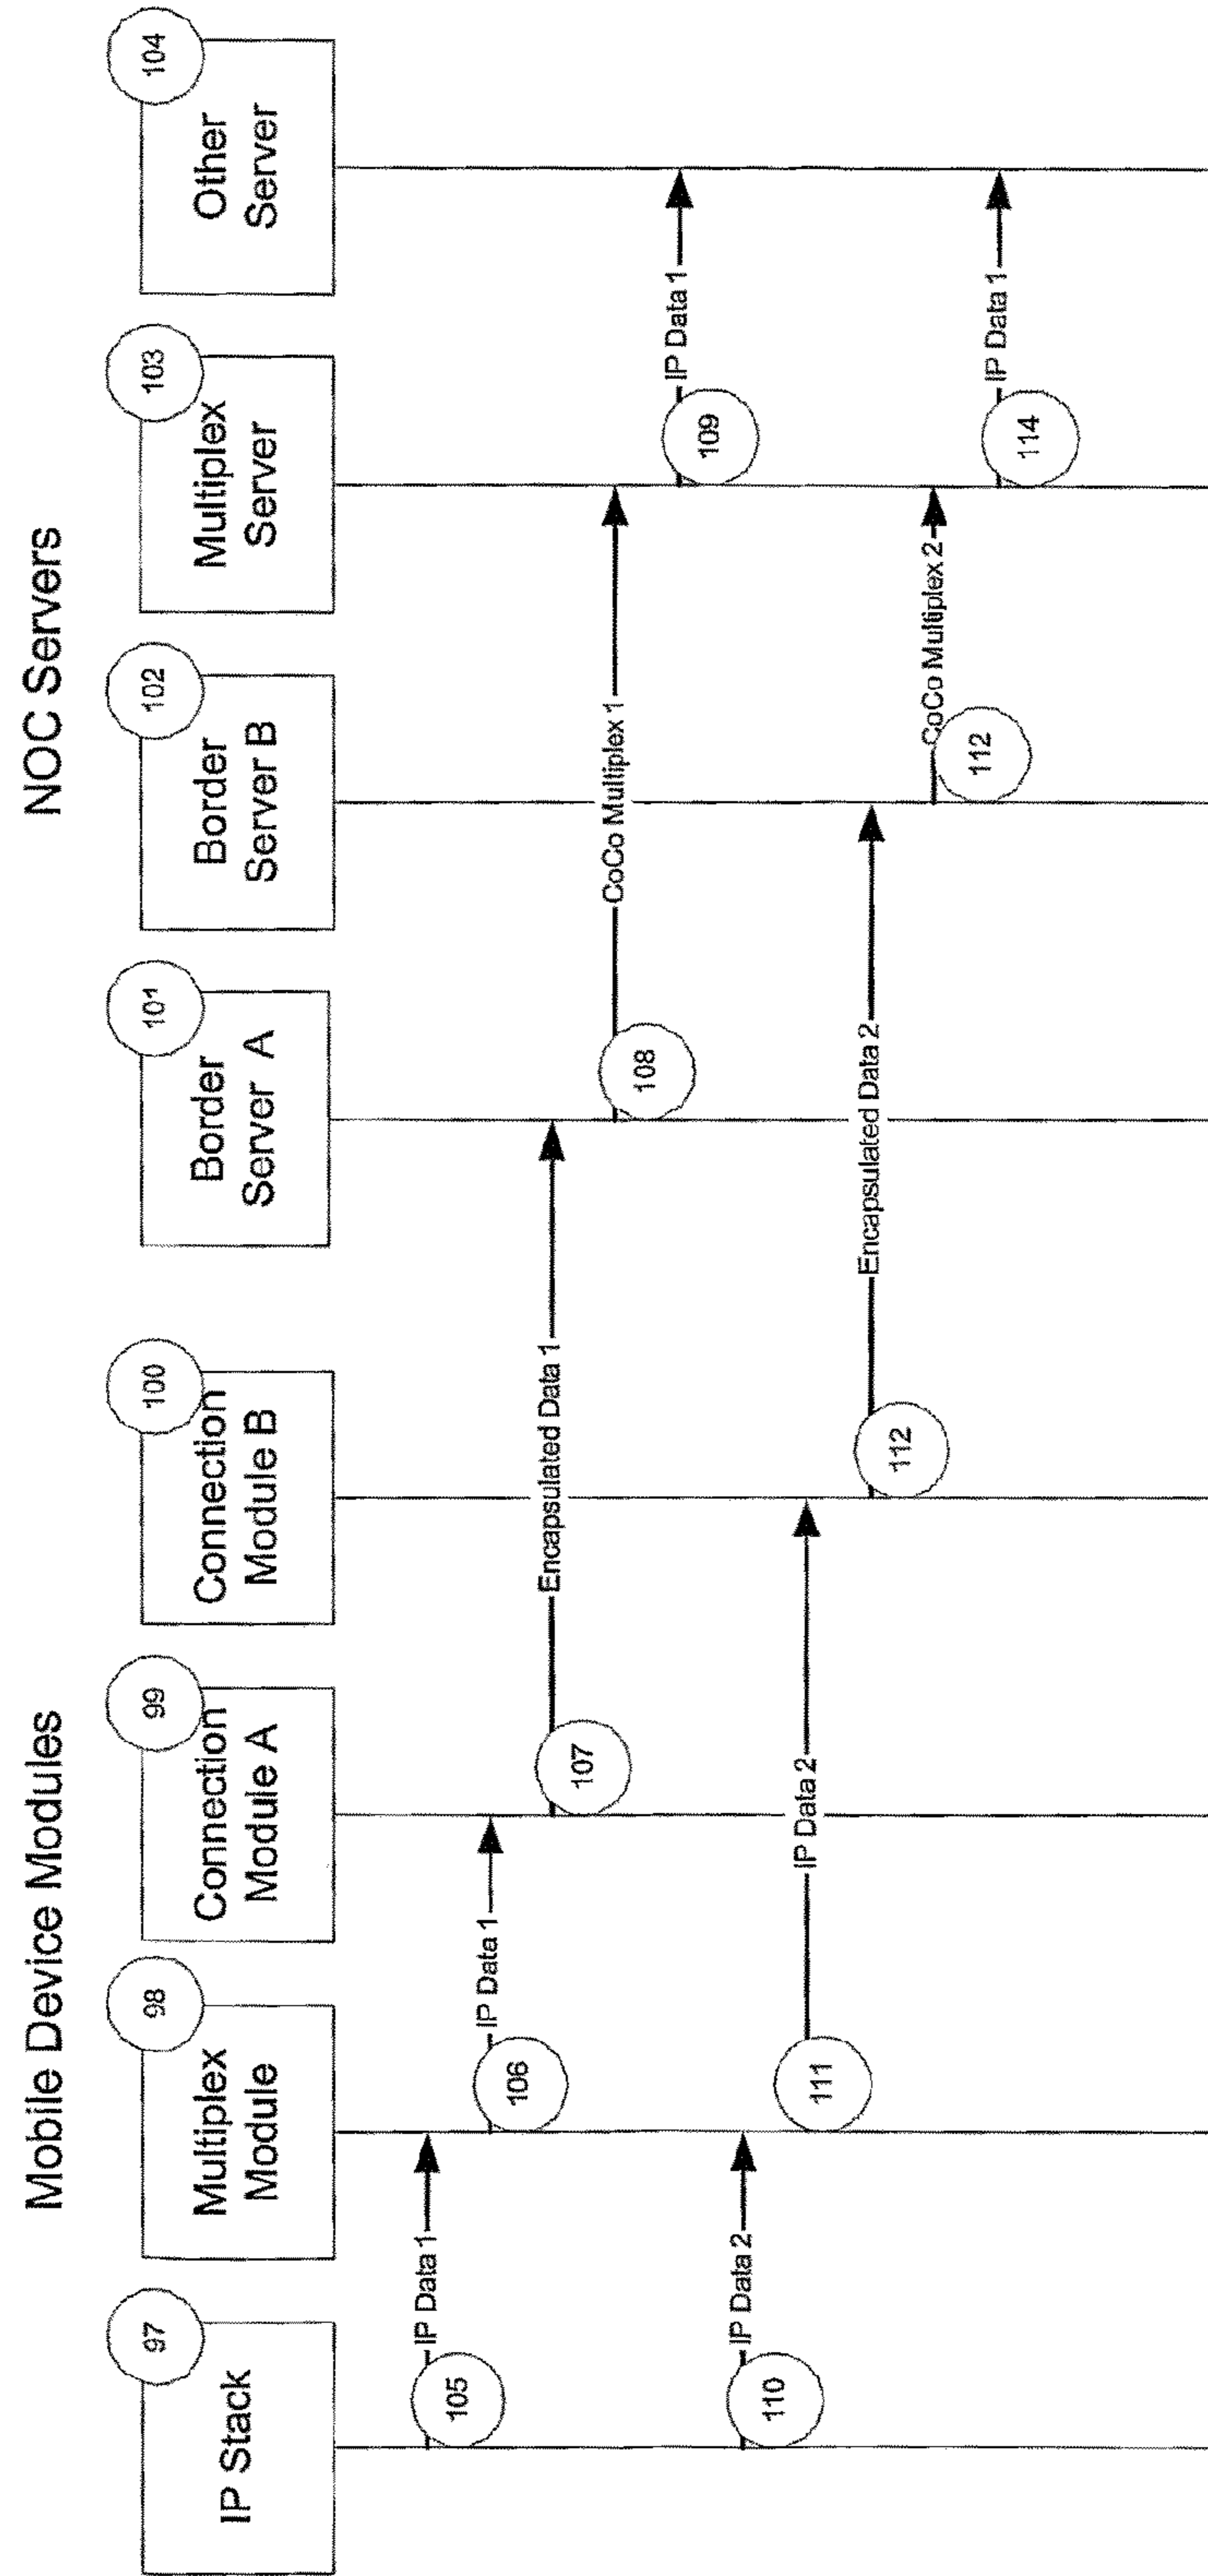 Mobile Device Modules
NOC Servers
97
IP Stack
98
Multiplex
Module
99
Connection
Module A
100
Connection
Module B
101
Border
Server A
102
Border
Server B
103
Multiplex
Server
104
Other
Server
105
IP Data 1
106
IP Data 1
107
Encapsulated Data 1
108
CoCo Multiplex 1
109
IP Data 1
110
IP Data 2
111
IP Data 2
112
Encapsulated Data 2
112
CoCo Multiplex 2
114
IP Data 1